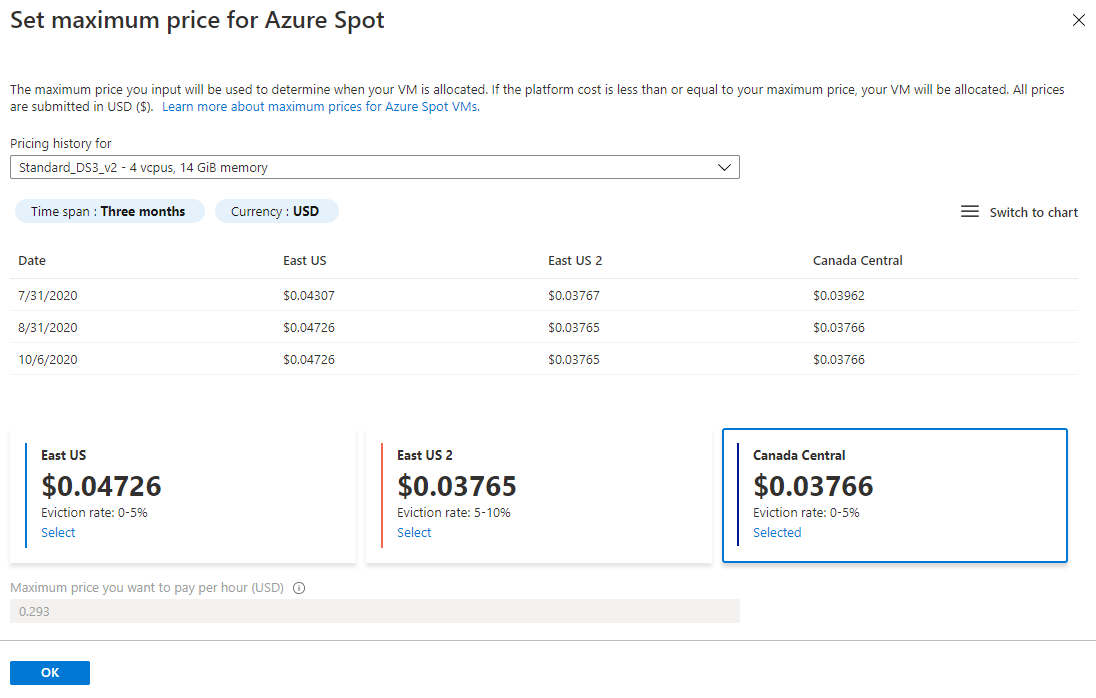 Set maximum price for Azure Spot
The maximum price you input will be used to determine when your VM is allocated. If the platform cost is less than or equal to your maximum price, your VM will be allocated. All prices
are submitted in USD ($). Learn more about maximum prices for Azure Spot VMs.
Pricing history for
Standard_DS3_v2 - 4 vcpus, 14 GiB memory
Time span : Three months Currency : USD Switch to chart
Date East US East US 2 Canada Central
7/31/2020 $0.04307 $0.03767 $0.03962
8/31/2020 $0.04726 $0.03765 $0.03766
10/6/2020 $0.04726 $0.03765 $0.03766
East US East US 2 Canada Central
$0.04726 $0.03765 $0.03766
Eviction rate: 0-5% Eviction rate: 5-10% Eviction rate: 0-5%
Select Select Selected
Maximum price you want to pay per hour (USD)
0.293
OK